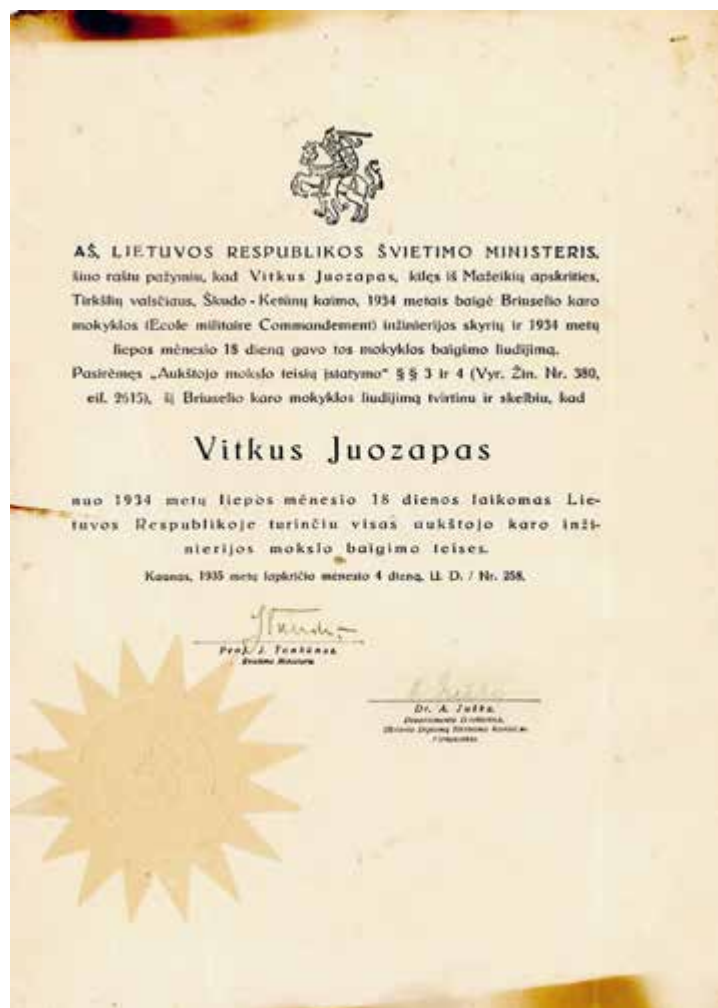 AŠ, LIETUVOS RESPUBLIKOS ŠVIETIMO MINISTERIS,
šiuo raštu pažymiu, kad Vitkus Juozapas, kilęs iš Mažeikių apskrities,
Tirkšlių valsčiaus, Škudo-Ketūnų kaimo, 1934 metais baigė Briuselio karo
mokyklos (Ecole militaire Commandement) inžinierijos skyrių ir 1934 metų
liepos mėnesio 18 dieną gavo tos mokyklos baigimo liudijimą.
Pasirėmęs „Aukštojo mokslo teisių įstatymo“ § § 3 ir 4 (Vyr. Žin. Nr. 380,
eil. 2615), šį Briuselio karo mokyklos liudijimą tvirtinu ir skelbiu, kad
Vitkus Juozapas
nuo 1934 metų liepos mėnesio 18 dienos laikomas Lie-
tuvos Respublikoje turinčiu visas aukštojo karo inži-
nierijos mokslo baigimo teises.
Kaunas, 1935 metų lapkričio mėnesio 4 dieną, U. D. / Nr. 258.
Prof. J. Tonkūnas
Švietimo Ministeris
Dr. A. Juška,
Departamento Direktorius,